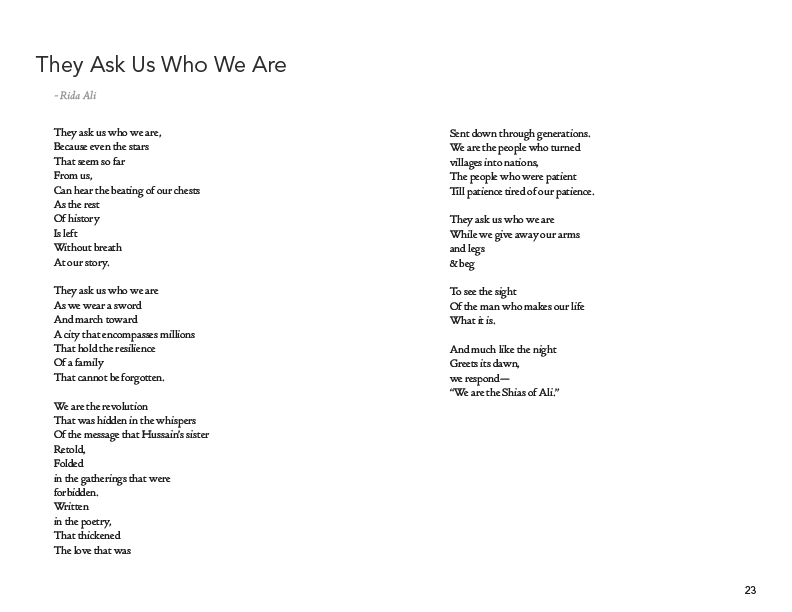 They Ask Us Who We Are
- Rida Ali
They ask us who we are,
Because even the stars
That seem so far
From us,
Can hear the beating of our chests
As the rest
Of history
Is left
Without breath
At our story.
They ask us who we are
As we wear a sword
And march toward
A city that encompasses millions
That hold the resilience
Of a family
That cannot be forgotten.
We are the revolution
That was hidden in the whispers
Of the message that Hussain's sister
Retold,
Folded
in the gatherings that were
forbidden.
Written
in the poetry,
That thickened
The love that was
Sent down through generations.
We are the people who turned
villages into nations,
The people who were patient
Till patience tired of our patience.
They ask us who we are
While we give away our arms
and legs
& beg
To see the sight
Of the man who makes our life
What it is.
And much like the night
Greets its dawn,
we respond—
“We are the Shias of Ali.”
23